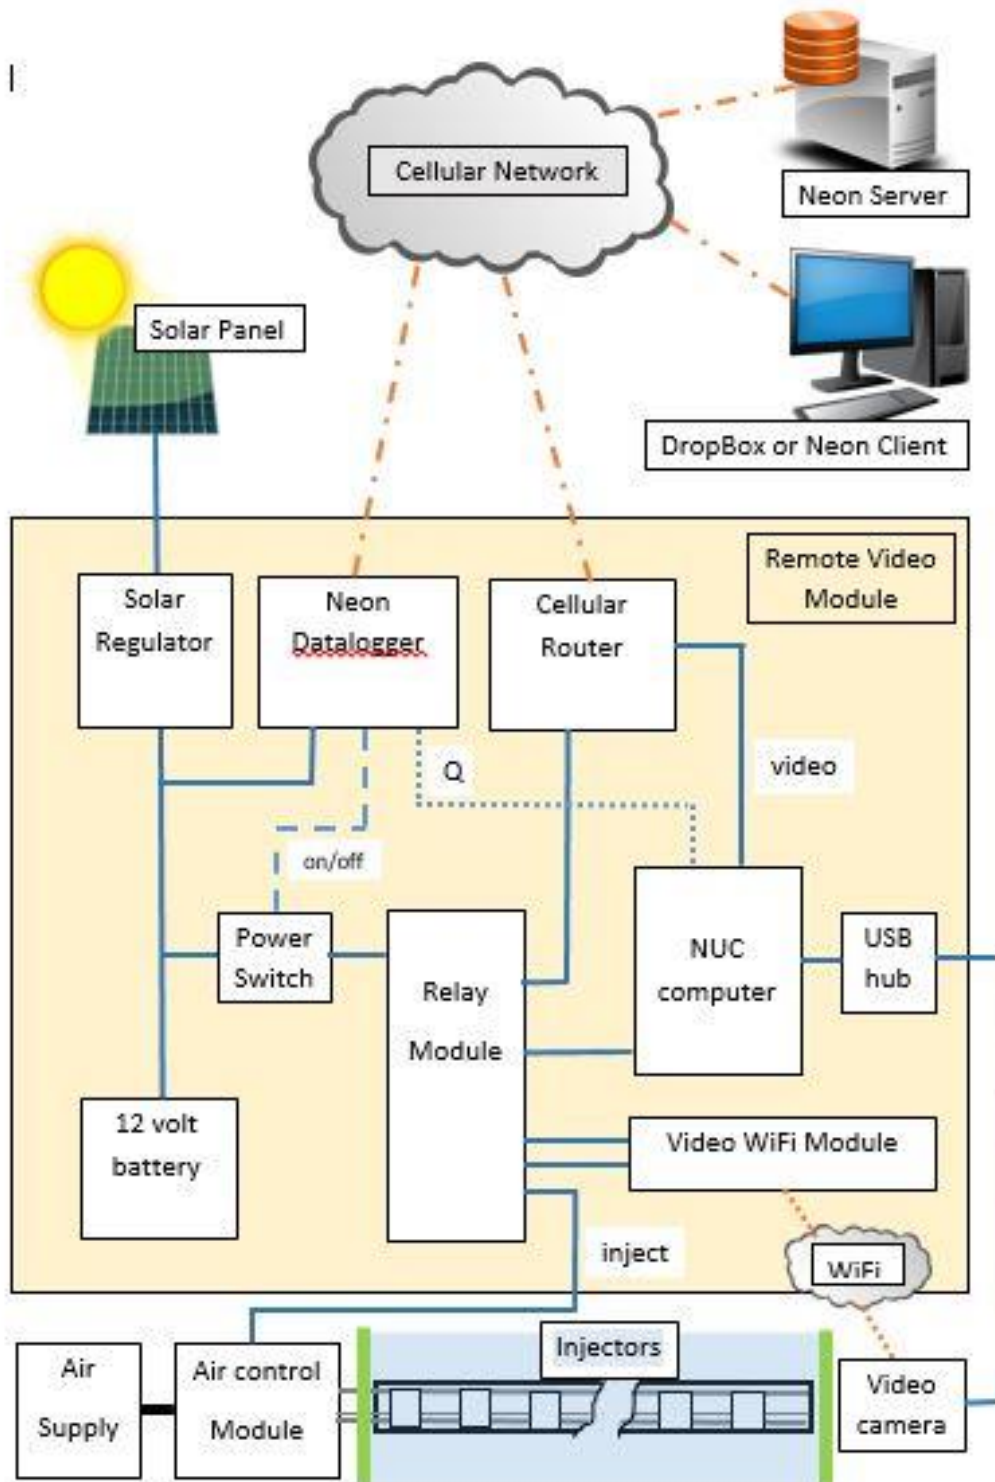 Cellular Network
Neon Server
Solar Panel
DropBox or Neon Client
Remote Video
Module
Solar
Regulator
Neon
Datalogger
Cellular
Router
Q
video
on/off
Power
Switch
Relay
Module
NUC
computer
USB
hub
12 volt
battery
Video WiFi Module
inject
WiFi
Air
Supply
Air control
Module
Injectors
Video
camera